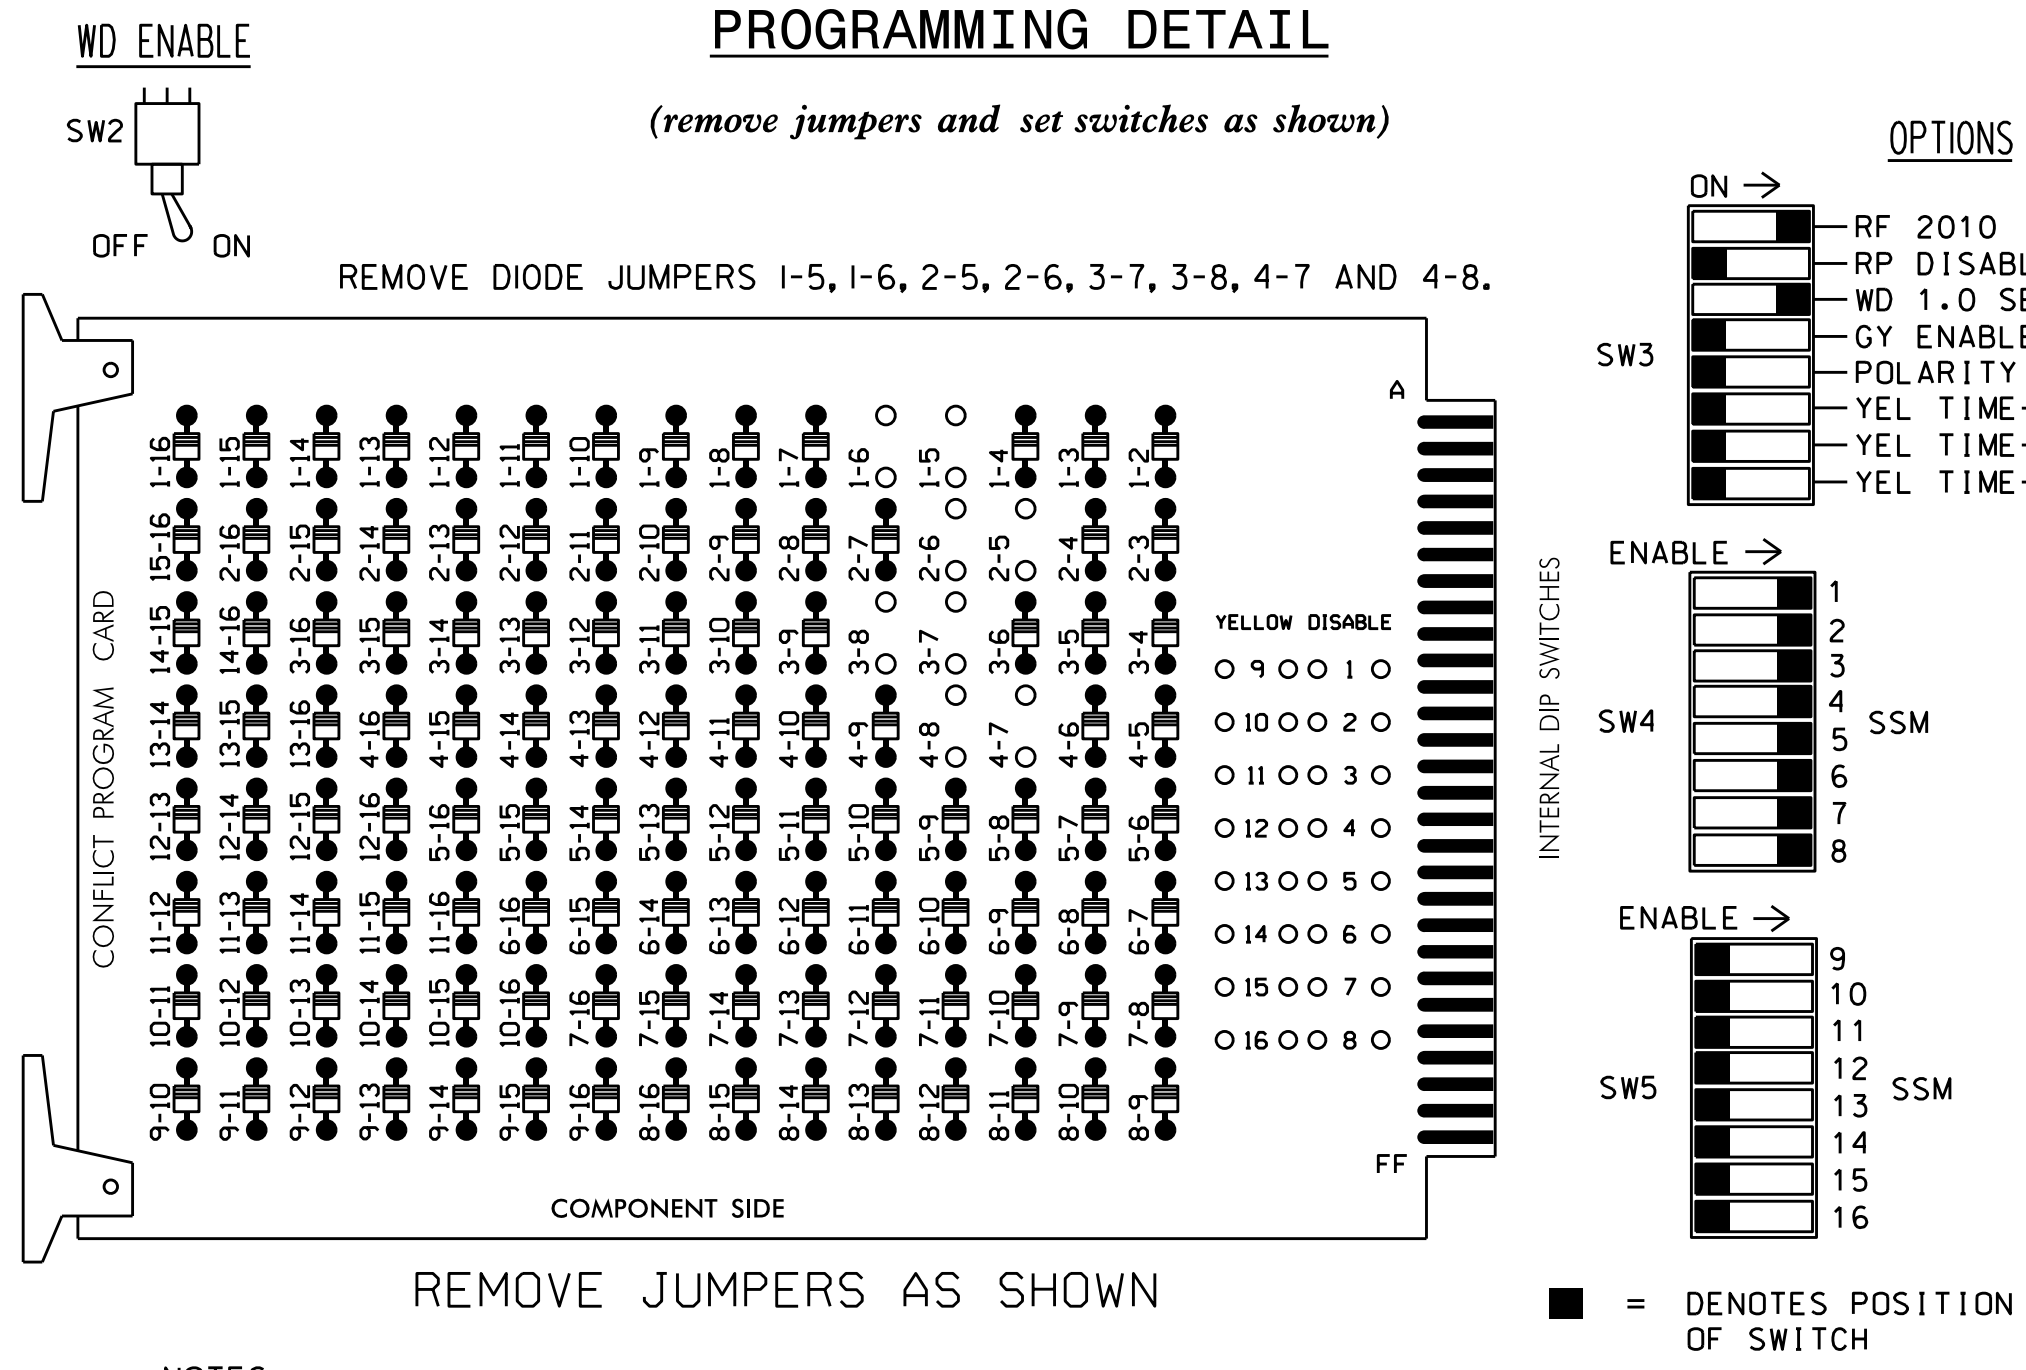 PROGRAMMING DETAIL
(remove jumpers and set switches as shown)
WD ENABLE
SW2
OFF ON
REMOVE DIODE JUMPERS 1-5, 1-6, 2-5, 2-6, 3-7, 3-8, 4-7 AND 4-8.
CONFLICT PROGRAM CARD
A
1-16 1-15 1-14 1-13 1-12 1-11 1-10 1-9 1-8 1-7 1-6 1-5 1-4 1-3 1-2
15-16 2-16 2-15 2-14 2-13 2-12 2-11 2-10 2-9 2-8 2-7 2-6 2-5 2-4 2-3
14-15 14-16 3-16 3-15 3-14 3-13 3-12 3-11 3-10 3-9 3-8 3-7 3-6 3-5 3-4
13-14 13-15 13-16 4-16 4-15 4-14 4-13 4-12 4-11 4-10 4-9 4-8 4-7 4-6 4-5
12-13 12-14 12-15 12-16 5-16 5-15 5-14 5-13 5-12 5-11 5-10 5-9 5-8 5-7 5-6
11-12 11-13 11-14 11-15 11-16 6-16 6-15 6-14 6-13 6-12 6-11 6-10 6-9 6-8 6-7
10-11 10-12 10-13 10-14 10-15 10-16 7-16 7-15 7-14 7-13 7-12 7-11 7-10 7-9 7-8
9-10 9-11 9-12 9-13 9-14 9-15 9-16 8-16 8-15 8-14 8-13 8-12 8-11 8-10 8-9
YELLOW DISABLE
9 1
10 2
11 3
12 4
13 5
14 6
15 7
16 8
FF
COMPONENT SIDE
REMOVE JUMPERS AS SHOWN
INTERNAL DIP SWITCHES
OPTIONS
ON →
SW3
RF 2010
RP DISABL
WD 1.0 SE
GY ENABLE
POLARITY
YEL TIME-
YEL TIME-
YEL TIME-
ENABLE →
SW4
1
2
3
4
5
6
7
8
SSM
ENABLE →
SW5
9
10
11
12
13
14
15
16
SSM
= DENOTES POSITION
OF SWITCH
NOTES